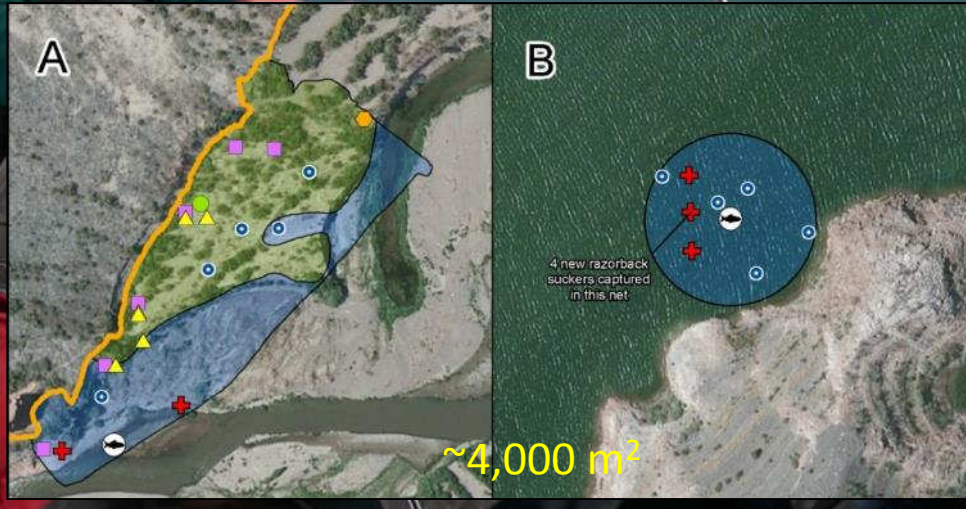 A
B
4 new razorback
suckers captured
in this net
~4,000 m²